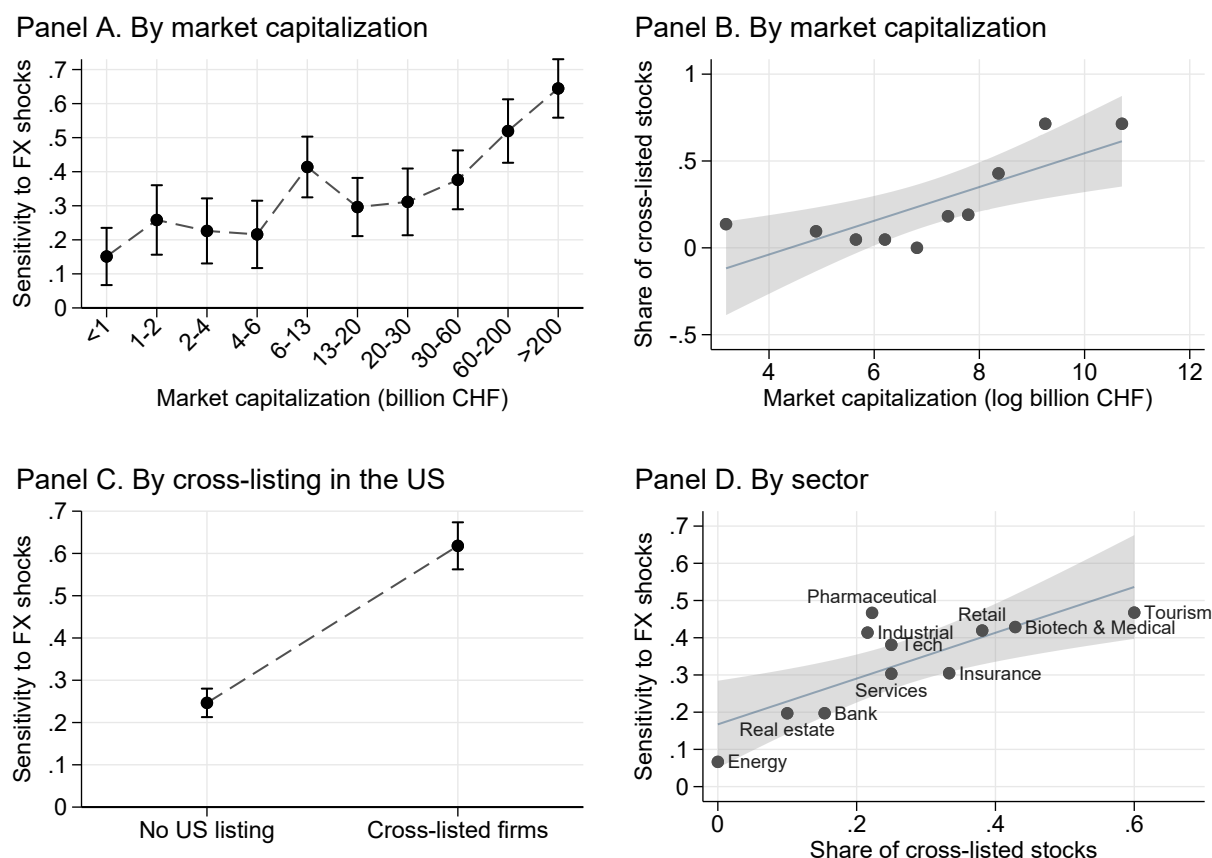 Panel A. By market capitalization
Sensitivity to FX shocks
.7
.6
.5
.4
.3
.2
.1
0
<1
1-2
2-4
4-6
6-13
13-20
20-30
30-60
60-200
>200
Market capitalization (billion CHF)
Panel B. By market capitalization
Share of cross-listed stocks
1
.5
0
-.5
4
6
8
10
12
Market capitalization (log billion CHF)
Panel C. By cross-listing in the US
Sensitivity to FX shocks
.7
.6
.5
.4
.3
.2
.1
0
No US listing
Cross-listed firms
Panel D. By sector
Sensitivity to FX shocks
.7
.6
.5
.4
.3
.2
.1
0
Pharmaceutical
Industrial
Tech
Retail
Biotech & Medical
Tourism
Services
Insurance
Real estate
Bank
Energy
0
.2
.4
.6
Share of cross-listed stocks